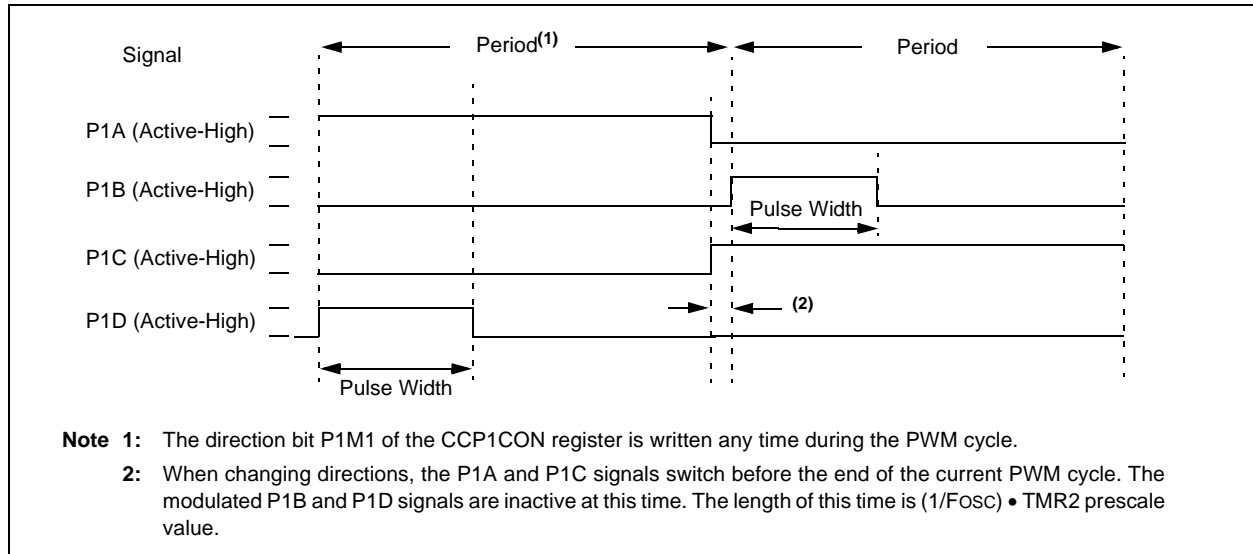 Signal
Period(1)
Period
P1A (Active-High)
P1B (Active-High)
Pulse Width
P1C (Active-High)
(2)
P1D (Active-High)
Pulse Width
Note 1: The direction bit P1M1 of the CCP1CON register is written any time during the PWM cycle.
2: When changing directions, the P1A and P1C signals switch before the end of the current PWM cycle. The
modulated P1B and P1D signals are inactive at this time. The length of this time is (1/FOSC) • TMR2 prescale
value.